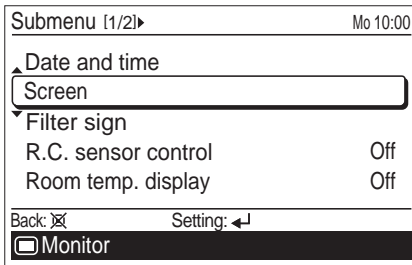 Submenu [1/2] Mo 10:00
Date and time
Screen
Filter sign
R.C. sensor control Off
Room temp. display Off
Back: Setting:
Monitor